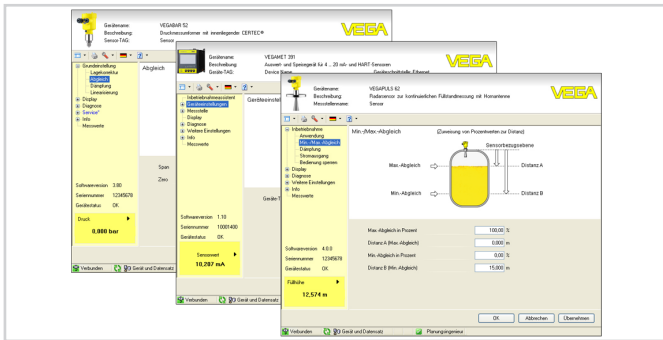 Gerätename: VEGABAR 52
Beschreibung: Druckmessumformer mit innenliegender CERTEC®
Sensor-TAG: Sensor
VEGA
Grundeinstellung
Lagekorrektur
Abgleich
Dämpfung
Linearisierung
Display
Diagnose
Service"
Info
Messwerte
Abgleich
Span
Zero
Softwareversion 3.80
Seriennummer 12345678
Gerätestatus OK
Druck
0,000 bar
Verbunden
Gerät und Datensatz
Gerätename: VEGAMET 391
Beschreibung: Auswert- und Speisegerät für 4 ... 20 mA- und HART-Sensoren
Geräte-TAG: Device Name
Geräteschnittstelle Ethernet
VEGA
Inbetriebnahmeassistent
Geräteeinstellungen
Messstelle
Display
Diagnose
Weitere Einstellungen
Info
Messwerte
Geräteeinstel
Geräte-T
Softwareversion 1.10
Seriennummer 10001400
Gerätestatus OK
Sensorwert
10,207 mA
Verbunden
Gerät und Datensatz
Gerätename: VEGAPULS 62
Beschreibung: Radarsensor zur kontinuierlichen Füllstandmessung mit Hornantenne
Messstellenname: Sensor
VEGA
Inbetriebnahme
Anwendung
Min.-/Max.-Abgleich
Dämpfung
Stromausgang
Bedienung sperren
Display
Diagnose
Weitere Einstellungen
Info
Messwerte
Min.-/Max.-Abgleich (Zuweisung von Prozentwerten zur Distanz)
Sensorbezugsebene
Max.-Abgleich
Distanz A
Min.-Abgleich
Distanz B
Max.-Abgleich in Prozent 100,00 %
Distanz A (Max.-Abgleich) 0,000 m
Min.-Abgleich in Prozent 0,00 %
Distanz B (Min.-Abgleich) 15,000 m
Softwareversion 4.0.0
Seriennummer 12345678
Gerätestatus OK
Füllhöhe
12,574 m
OK Abbrechen Übernehmen
Verbunden
Gerät und Datensatz
Planungsingenieur